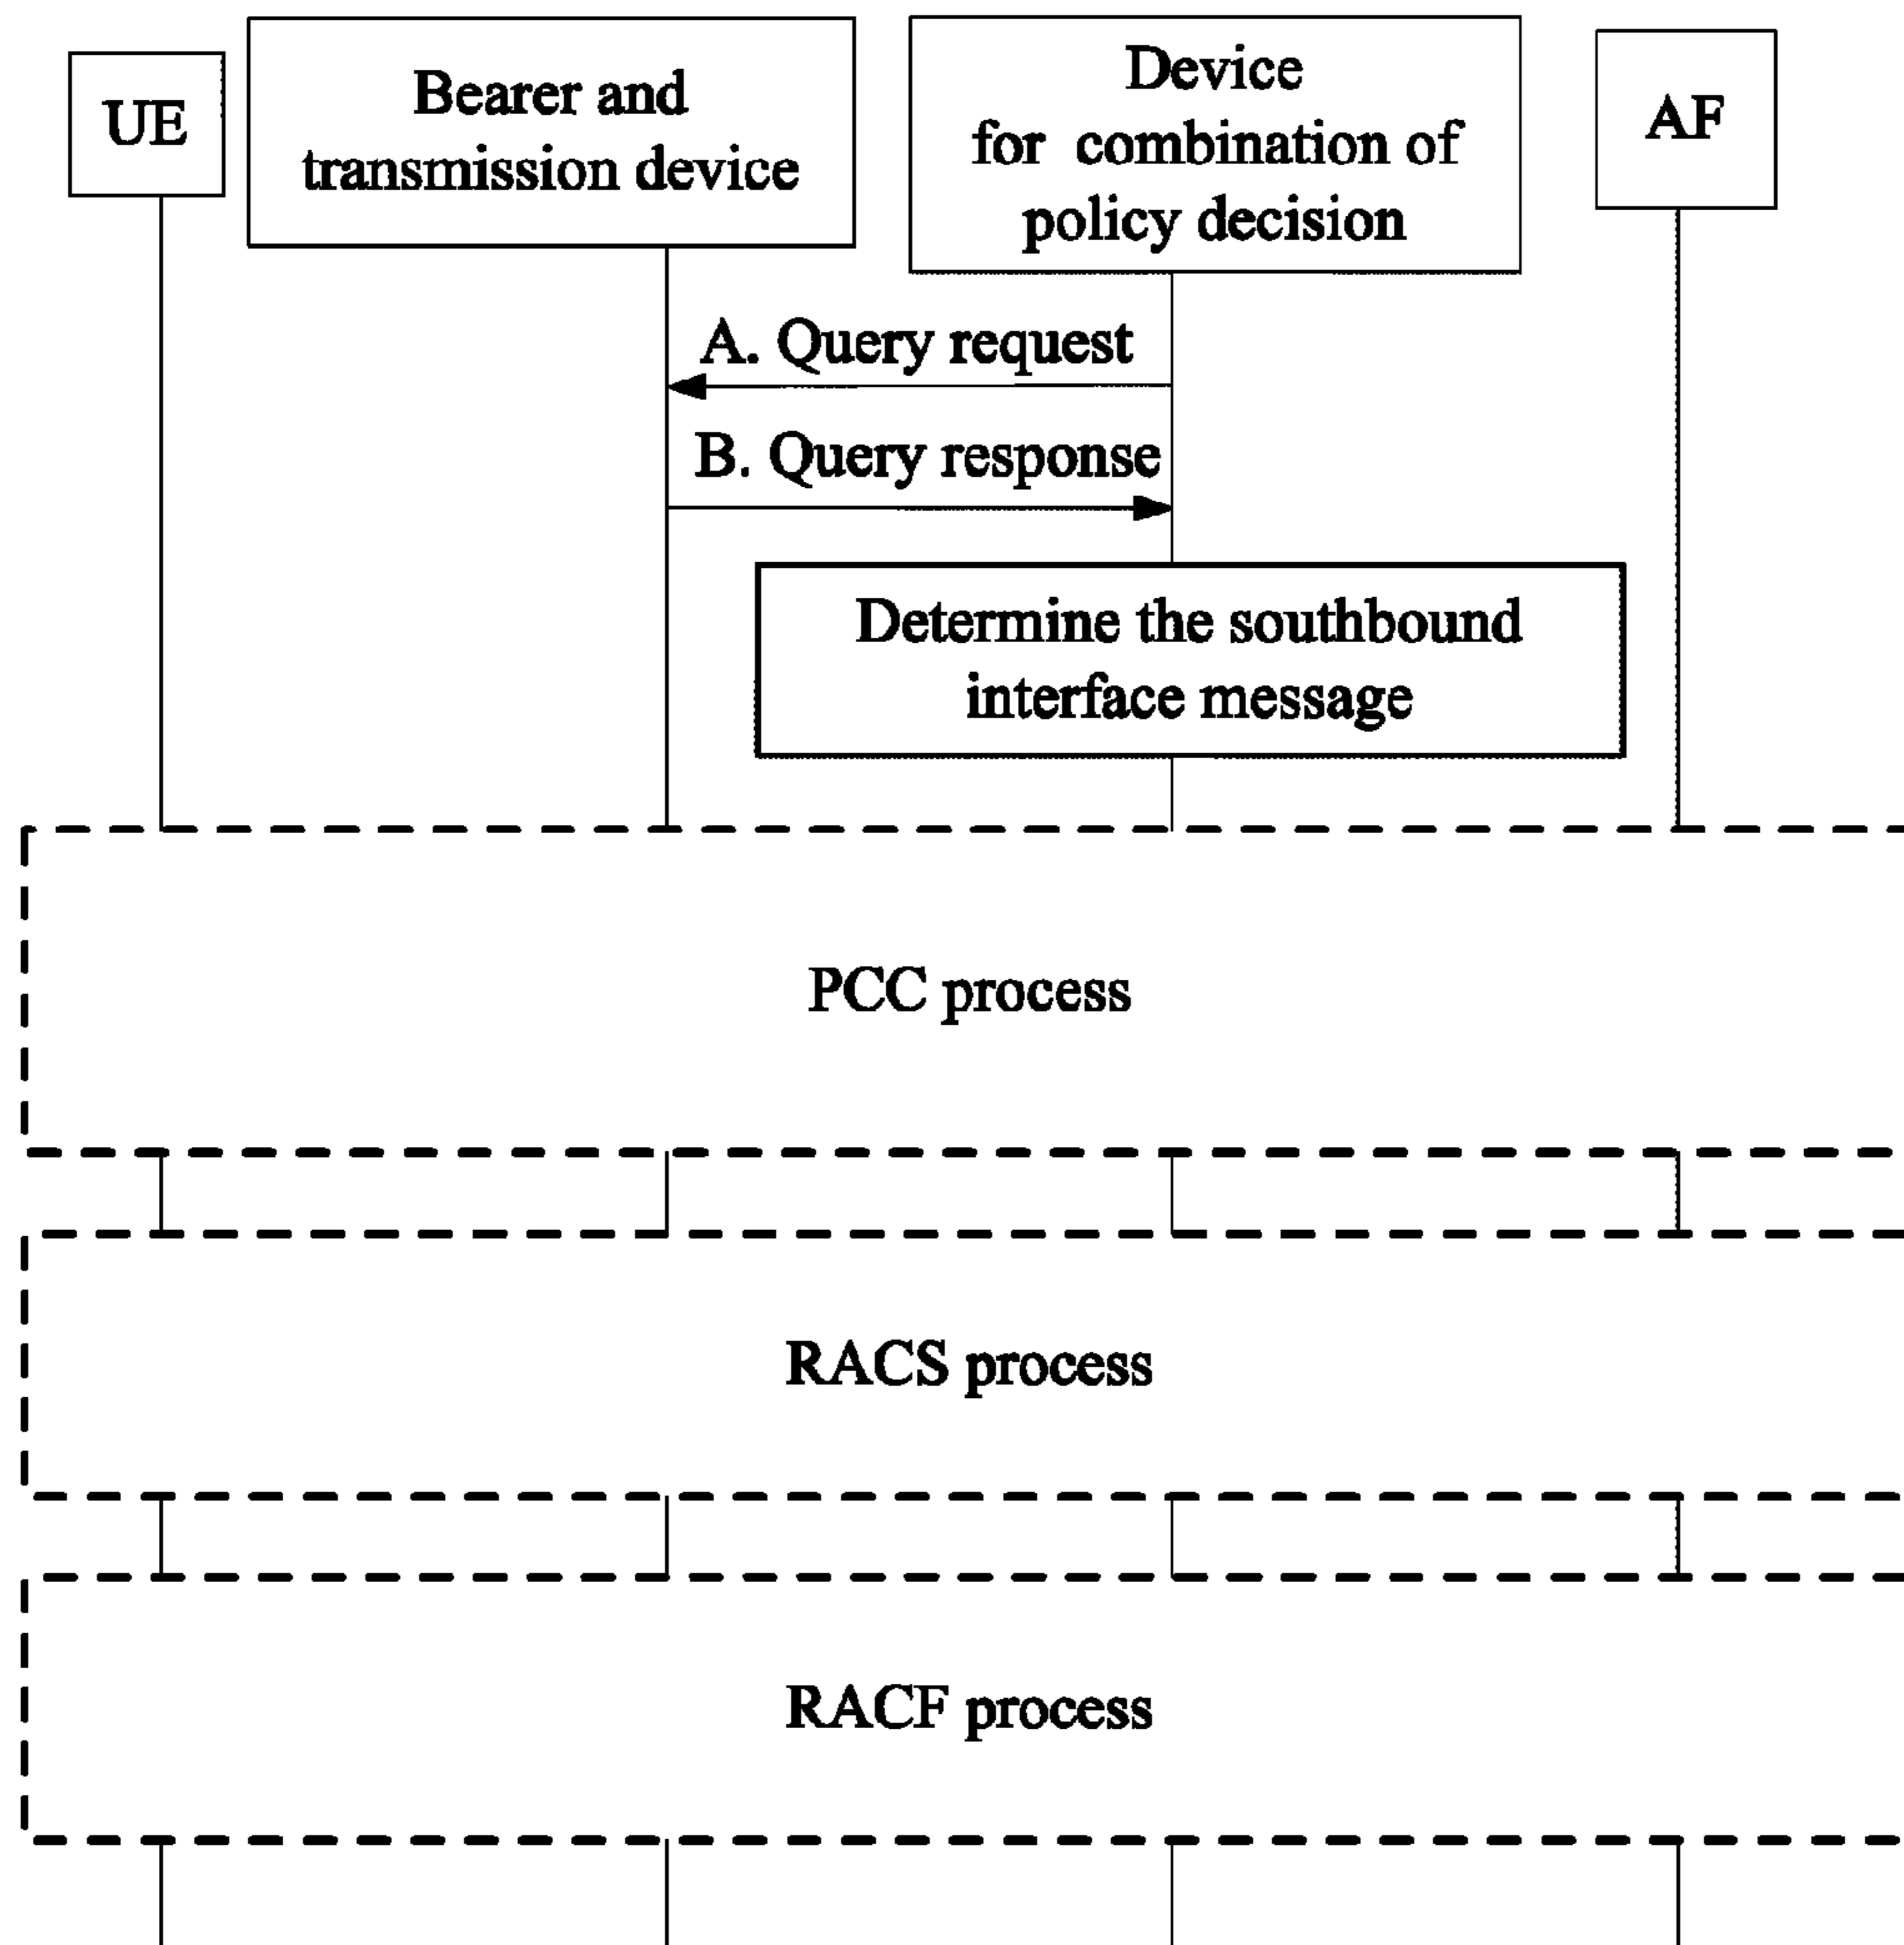 UE
Bearer and
transmission device
Device
for combination of
policy decision
AF
A. Query request
B. Query response
Determine the southbound
interface message
PCC process
RACS process
RACF process